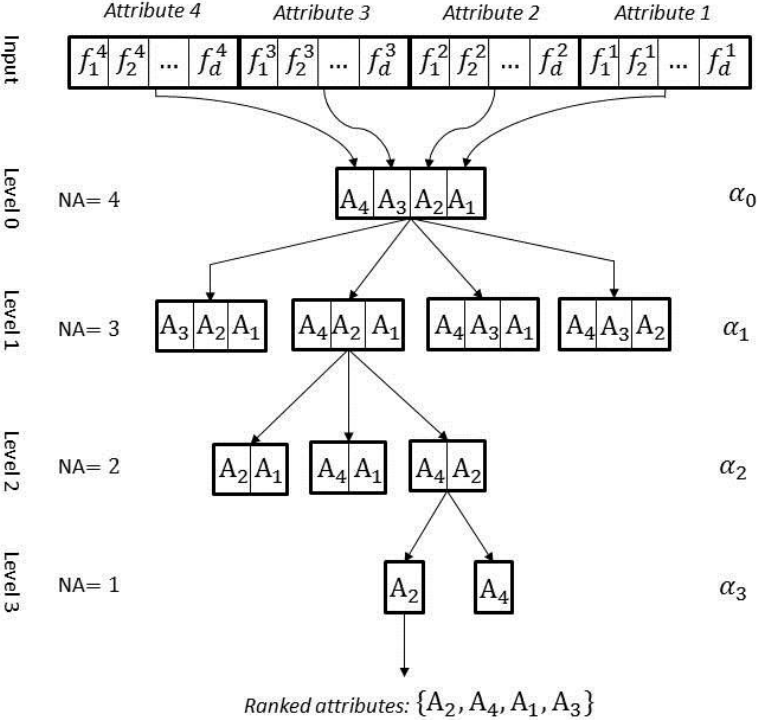 Attribute 4 Attribute 3 Attribute 2 Attribute 1
Input f₁⁴ f₂⁴ ... f_d⁴ f₁³ f₂³ ... f_d³ f₁² f₂² ... f_d² f₁¹ f₂¹ ... f_d¹
Level 0 NA= 4 A₄ A₃ A₂ A₁ α₀
Level 1 NA= 3 A₃ A₂ A₁ A₄ A₂ A₁ A₄ A₃ A₁ A₄ A₃ A₂ α₁
Level 2 NA= 2 A₂ A₁ A₄ A₁ A₄ A₂ α₂
Level 3 NA= 1 A₂ A₄ α₃
Ranked attributes: {A₂, A₄, A₁, A₃}